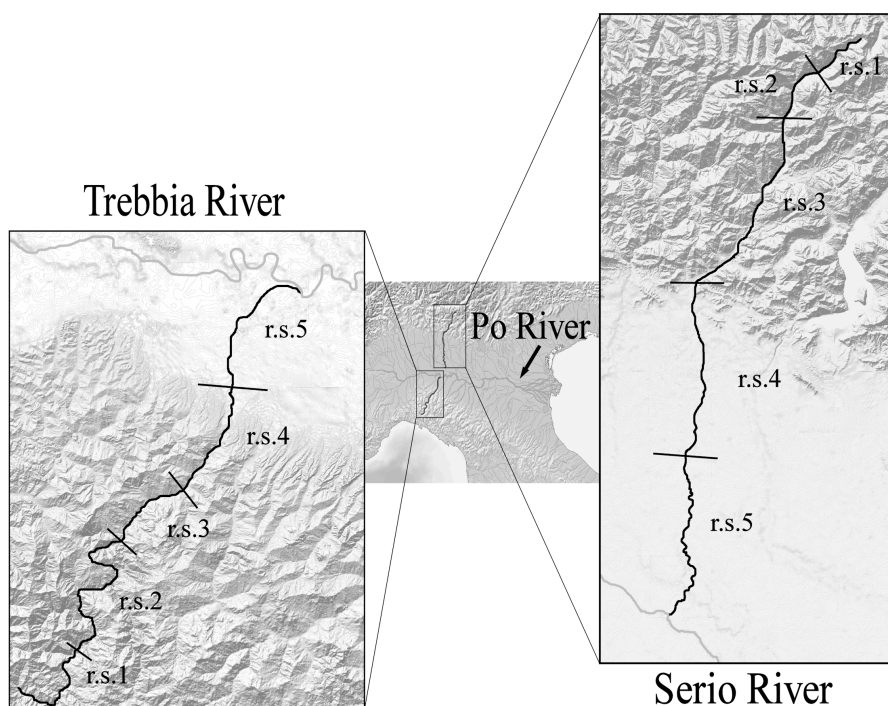 Trebbia River
r.s.5
r.s.4
r.s.3
r.s.2
r.s.1
Po River
r.s.1
r.s.2
r.s.3
r.s.4
r.s.5
Serio River